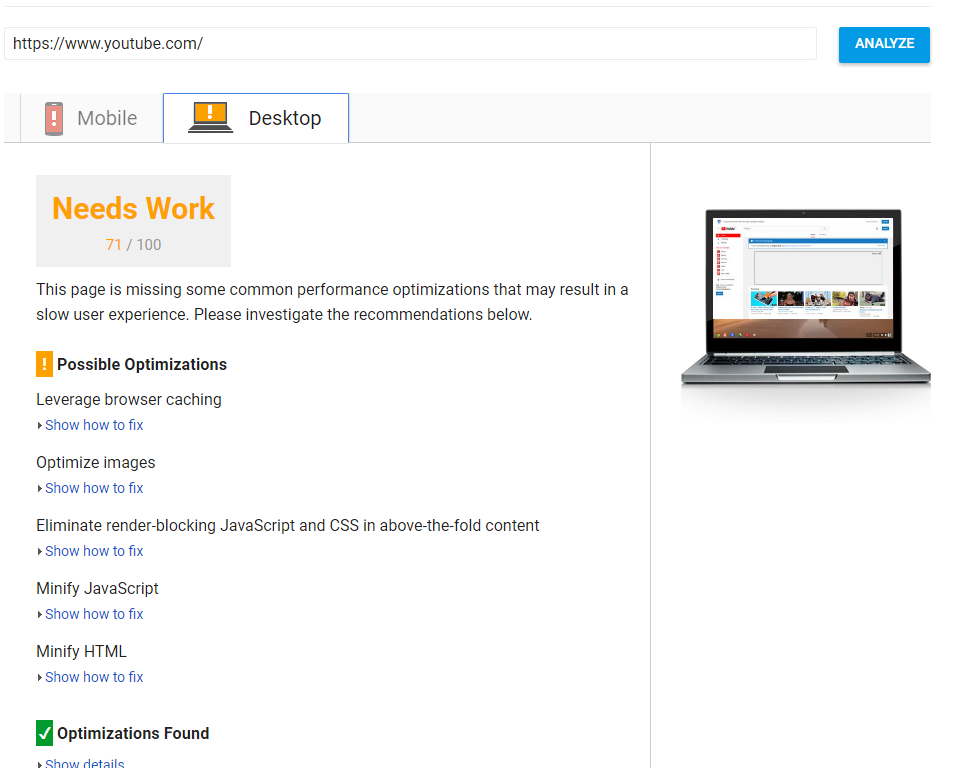 https://www.youtube.com/
ANALYZE
Mobile
Desktop
Needs Work
71 / 100
This page is missing some common performance optimizations that may result in a
slow user experience. Please investigate the recommendations below.
Possible Optimizations
Leverage browser caching
Show how to fix
Optimize images
Show how to fix
Eliminate render-blocking JavaScript and CSS in above-the-fold content
Show how to fix
Minify JavaScript
Show how to fix
Minify HTML
Show how to fix
Optimizations Found
Show details